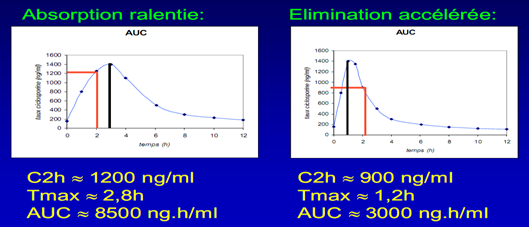 Absorption ralentie:
AUC
taux ciclosporine (ng/ml)
1600
1400
1200
1000
800
600
400
200
0
0 2 4 6 8 10 12
temps (h)
C2h ≈ 1200 ng/ml
Tmax ≈ 2,8h
AUC ≈ 8500 ng.h/ml
Elimination accélérée:
AUC
taux ciclosporine (ng/ml)
1600
1400
1200
1000
800
600
400
200
0
0 2 4 6 8 10 12
temps (h)
C2h ≈ 900 ng/ml
Tmax ≈ 1,2h
AUC ≈ 3000 ng.h/ml